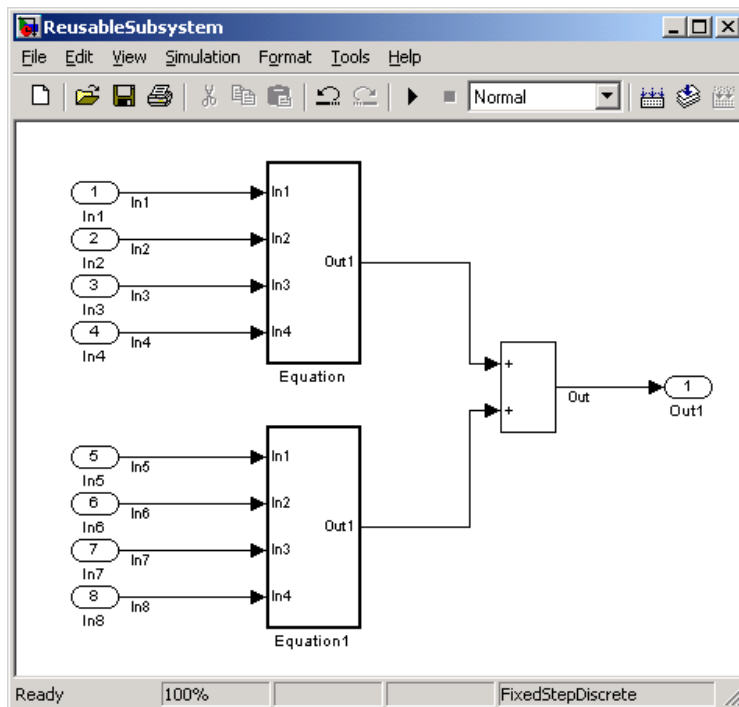 ReusableSubsystem
File Edit View Simulation Format Tools Help
Normal
1 In1 In1
In1
2 In2 In2
In2 Out1
3 In3 In3
In3
4 In4 In4
In4
Equation
+
1
Out
+ Out1
5 In5 In1
In5
6 In6 In2
In6 Out1
7 In7 In3
In7
8 In8 In4
In8
Equation1
Ready 100% FixedStepDiscrete